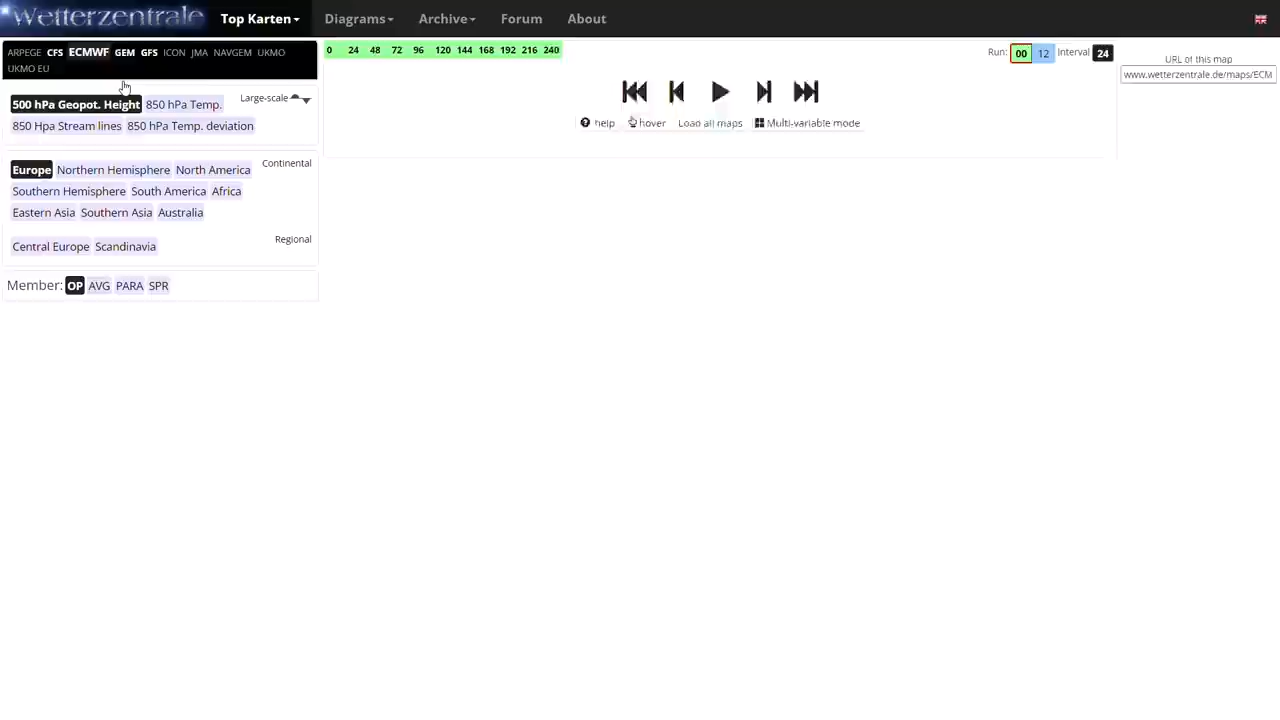 Wetterzentrale Top Karten Diagrams Archive Forum About
ARPEGE CFS ECMWF GEM GFS ICON JMA NAVGEM UKMO
UKMO EU
500 hPa Geopot. Height 850 hPa Temp. Large-scale
850 Hpa Stream lines 850 hPa Temp. deviation
Europe Northern Hemisphere North America Continental
Southern Hemisphere South America Africa
Eastern Asia Southern Asia Australia
Central Europe Scandinavia Regional
Member: OP AVG PARA SPR
0 24 48 72 96 120 144 168 192 216 240
Run: 00 12 Interval 24
help hover Load all maps Multi-variable mode
URL of this map
www.wetterzentrale.de/maps/ECM